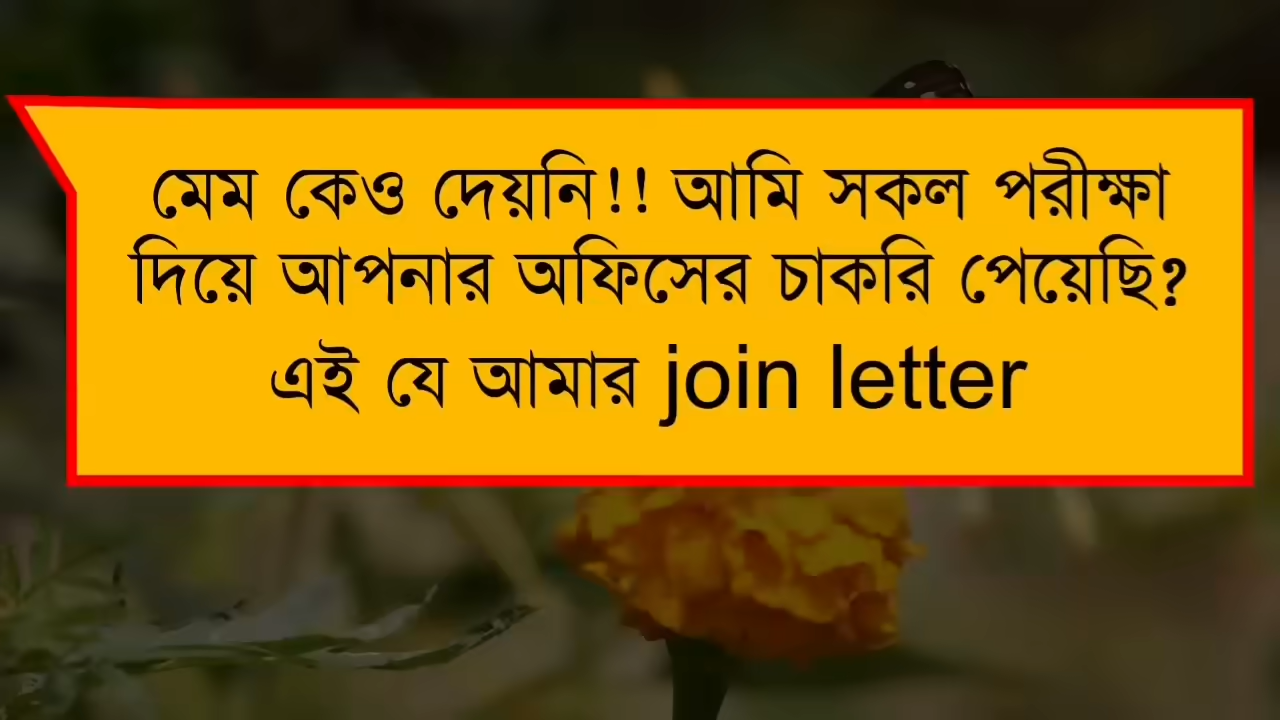 মেম কেও দেয়নি!! আমি সকল পরীক্ষা
দিয়ে আপনার অফিসের চাকরি পেয়েছি?
এই যে আমার join letter